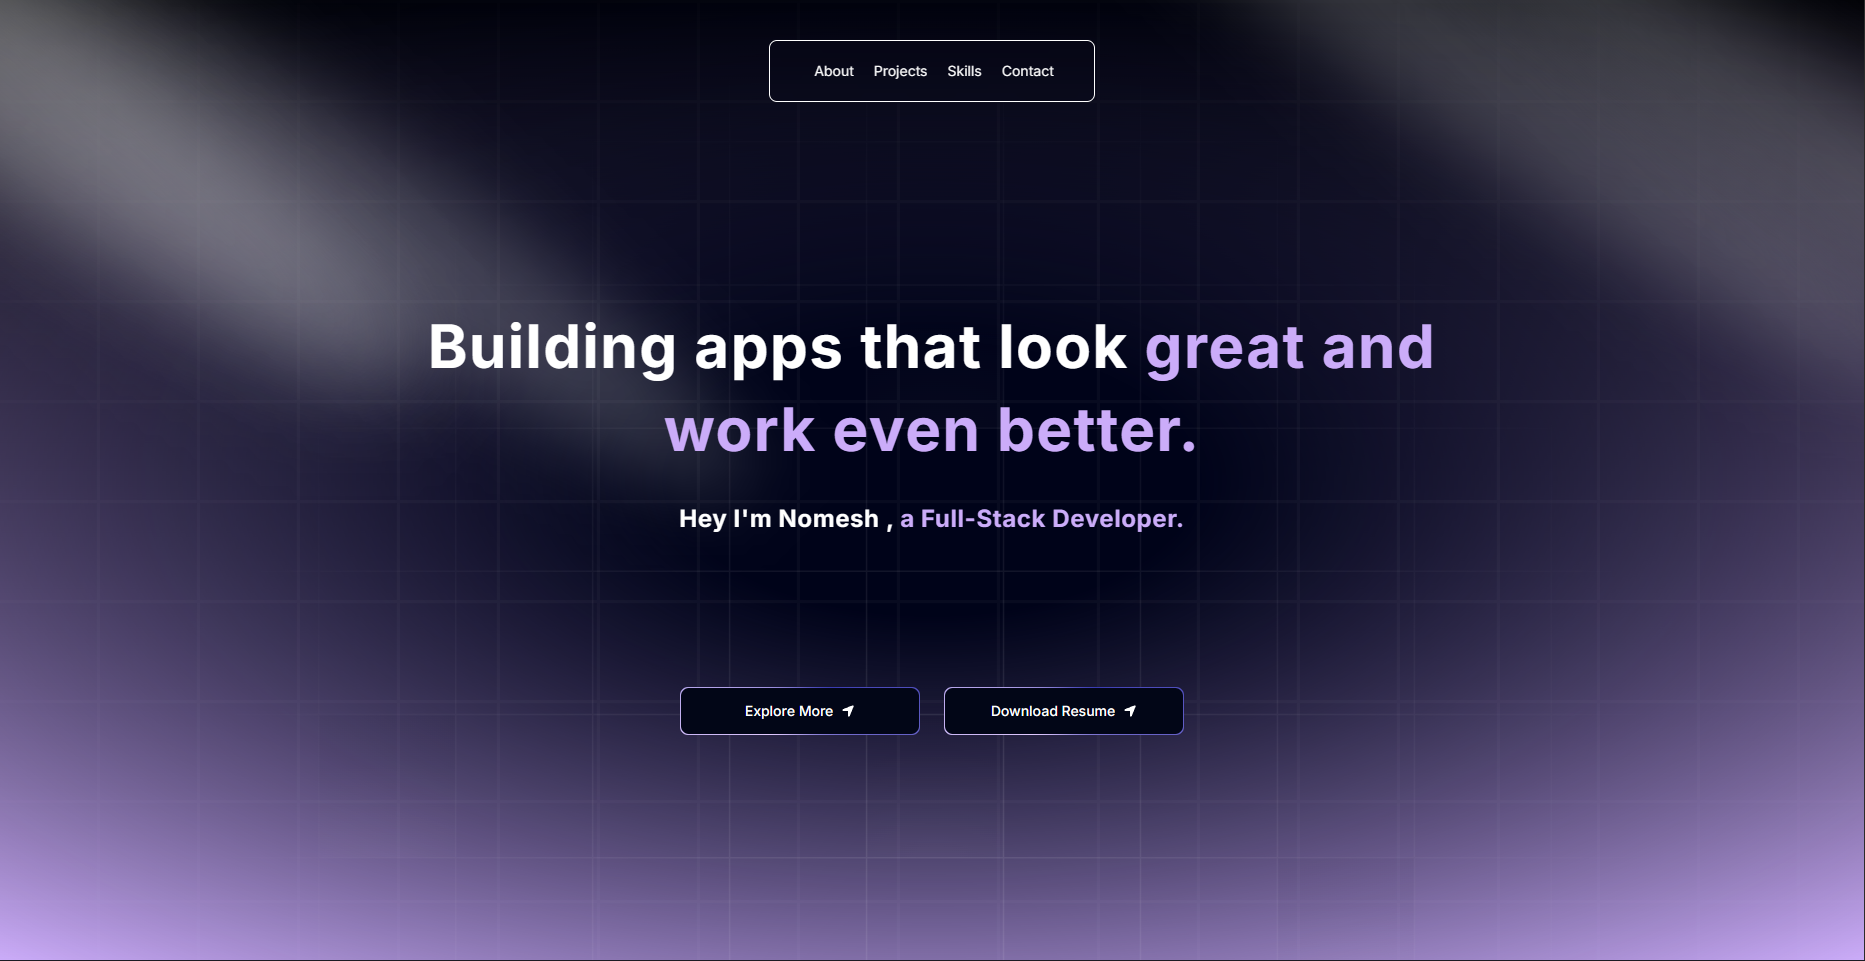 About Projects Skills Contact
Building apps that look great and
work even better.
Hey I'm Nomesh , a Full-Stack Developer.
Explore More
Download Resume